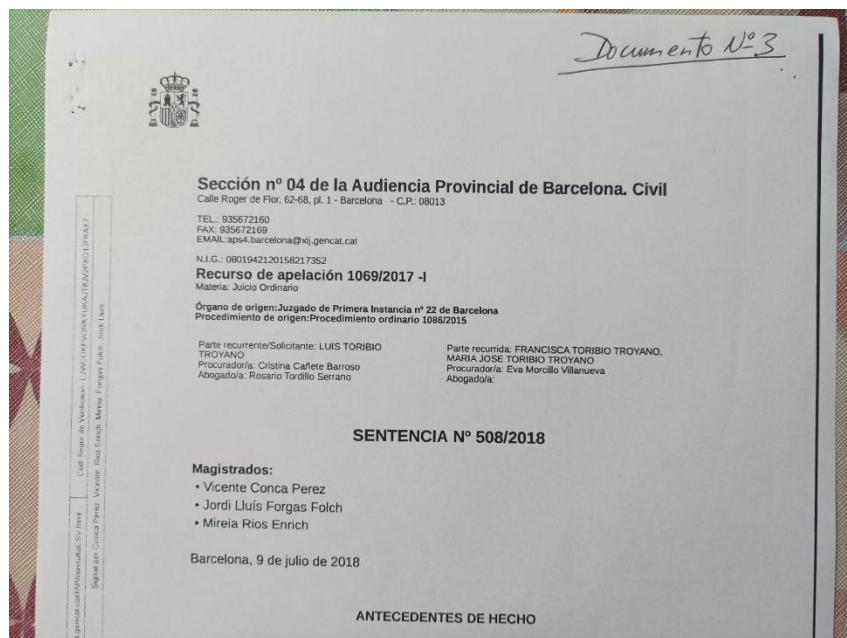 Documento Nº 3
Sección nº 04 de la Audiencia Provincial de Barcelona. Civil
Calle Roger de Flor, 62-68, pl. 1 - Barcelona - C.P.: 08013
TEL.: 935672160
FAX: 935672169
EMAIL:aps4.barcelona@xij.gencat.cat
N.I.G.: 0801942120158217352
Recurso de apelación 1069/2017 -I
Materia: Juicio Ordinario
Órgano de origen:Juzgado de Primera Instancia nº 22 de Barcelona
Procedimiento de origen:Procedimiento ordinario 1086/2015
Parte recurrente/Solicitante: LUIS TORIBIO
TROYANO
Procurador/a: Cristina Cañete Barroso
Abogado/a: Rosario Tordillo Serrano
Parte recurrida: FRANCISCA TORIBIO TROYANO,
MARIA JOSE TORIBIO TROYANO
Procurador/a: Eva Morcillo Villanueva
Abogado/a:
SENTENCIA Nº 508/2018
Magistrados:
• Vicente Conca Perez
• Jordi Lluís Forgas Folch
• Mireia Rios Enrich
Barcelona, 9 de julio de 2018
ANTECEDENTES DE HECHO
Codi Segur de Verificació:
Signat per Conca Perez, Vicente; Rios Enrich, Mireia; Forgas Folch, Jordi Lluís